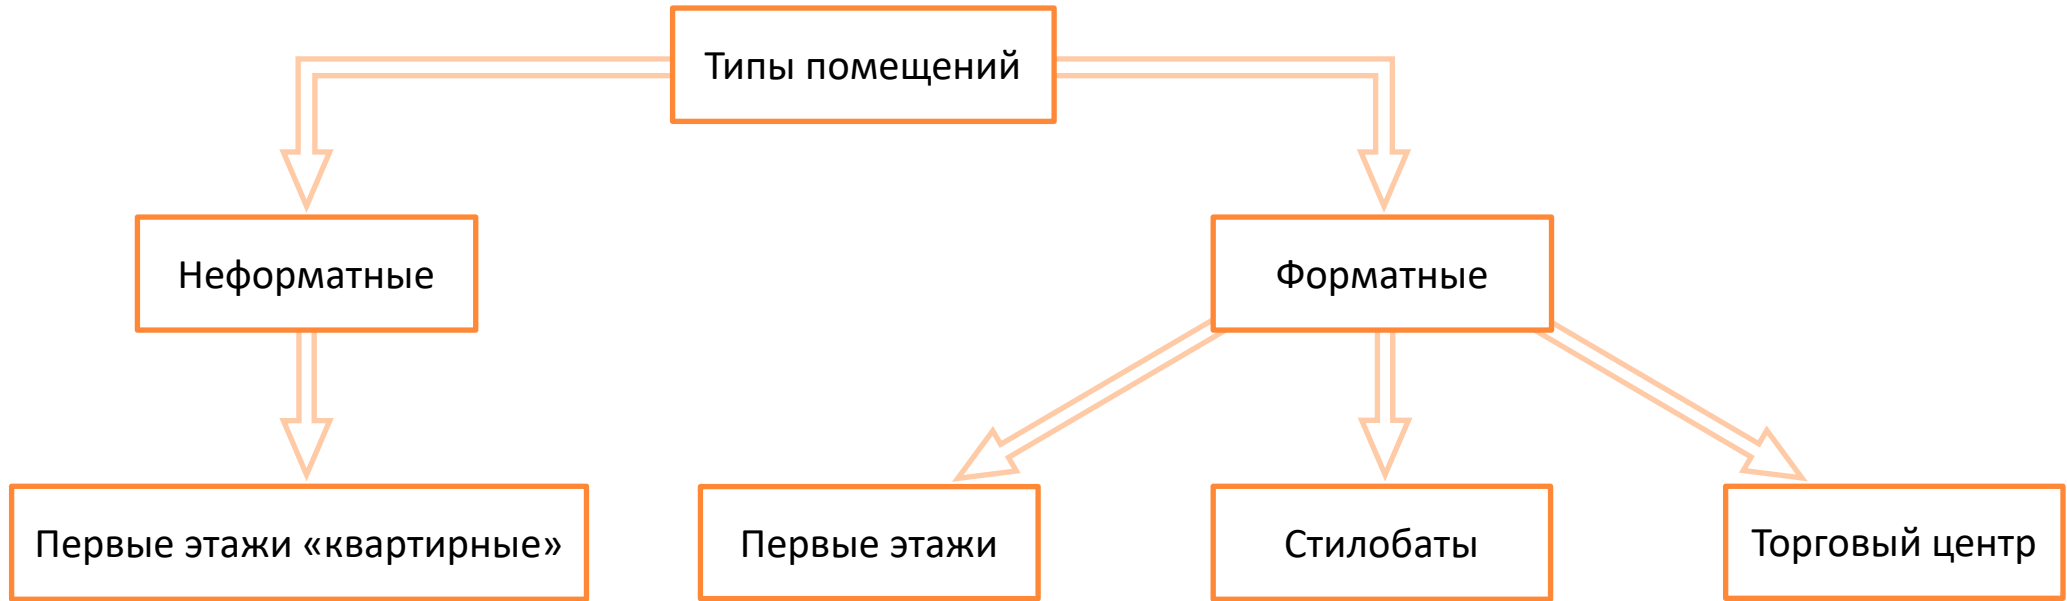 Типы помещений
Неформатные
Форматные
Первые этажи «квартирные»
Первые этажи
Стилобаты
Торговый центр